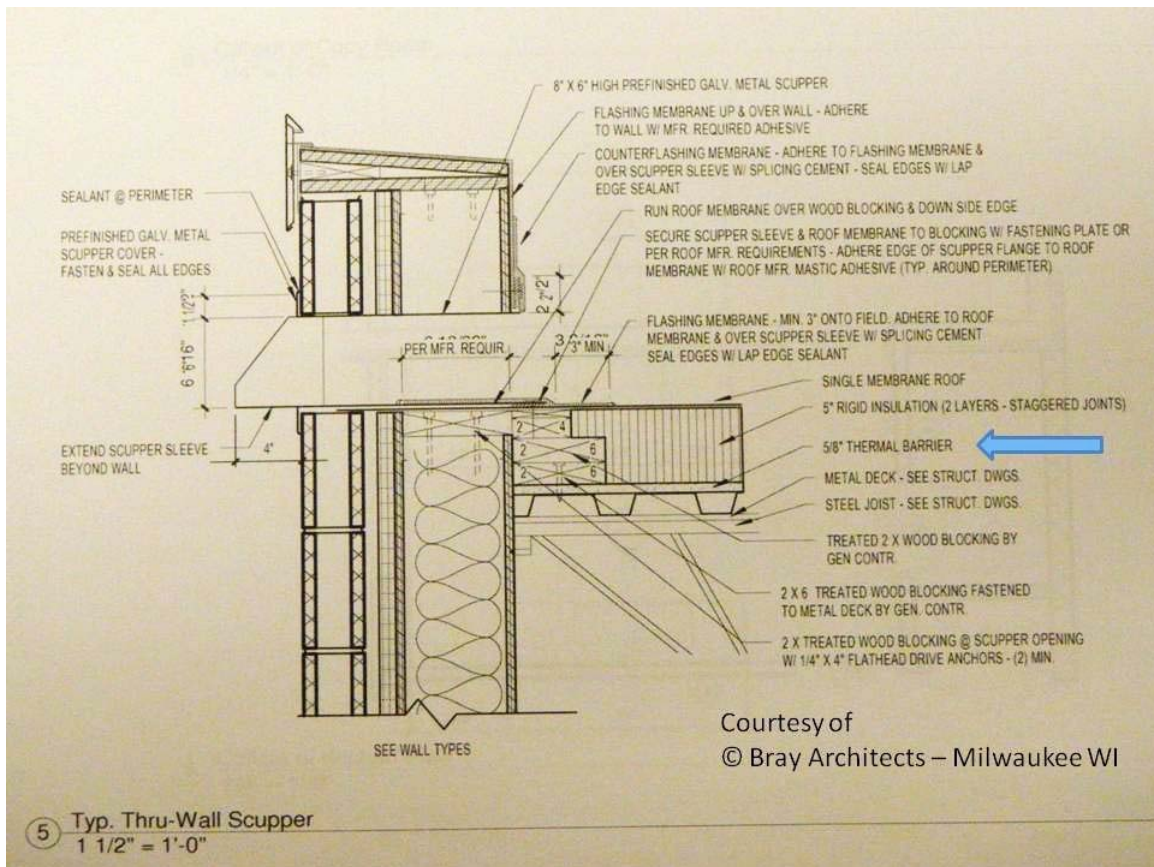 8" X 6" HIGH PREFINISHED GALV. METAL SCUPPER
FLASHING MEMBRANE UP & OVER WALL - ADHERE
TO WALL W/ MFR. REQUIRED ADHESIVE
COUNTERFLASHING MEMBRANE - ADHERE TO FLASHING MEMBRANE &
OVER SCUPPER SLEEVE W/ SPLICING CEMENT - SEAL EDGES W/ LAP
EDGE SEALANT
RUN ROOF MEMBRANE OVER WOOD BLOCKING & DOWN SIDE EDGE
SECURE SCUPPER SLEEVE & ROOF MEMBRANE TO BLOCKING W/ FASTENING PLATE OR
PER ROOF MFR. REQUIREMENTS - ADHERE EDGE OF SCUPPER FLANGE TO ROOF
MEMBRANE W/ ROOF MFR. MASTIC ADHESIVE (TYP. AROUND PERIMETER)
FLASHING MEMBRANE - MIN. 3" ONTO FIELD. ADHERE TO ROOF
MEMBRANE & OVER SCUPPER SLEEVE W/ SPLICING CEMENT
SEAL EDGES W/ LAP EDGE SEALANT
SINGLE MEMBRANE ROOF
5" RIGID INSULATION (2 LAYERS - STAGGERED JOINTS)
5/8" THERMAL BARRIER
METAL DECK - SEE STRUCT. DWGS.
STEEL JOIST - SEE STRUCT. DWGS.
TREATED 2 X WOOD BLOCKING BY
GEN CONTR.
2 X 6 TREATED WOOD BLOCKING FASTENED
TO METAL DECK BY GEN. CONTR.
2 X TREATED WOOD BLOCKING @ SCUPPER OPENING
W/ 1/4" X 4" FLATHEAD DRIVE ANCHORS - (2) MIN.
SEALANT @ PERIMETER
PREFINISHED GALV. METAL
SCUPPER COVER -
FASTEN & SEAL ALL EDGES
PER MFR. REQUIR
3" MIN
2 4
2 6
2 6
EXTEND SCUPPER SLEEVE
BEYOND WALL
4"
SEE WALL TYPES
Courtesy of
© Bray Architects – Milwaukee WI
5 Typ. Thru-Wall Scupper
1 1/2" = 1'-0"